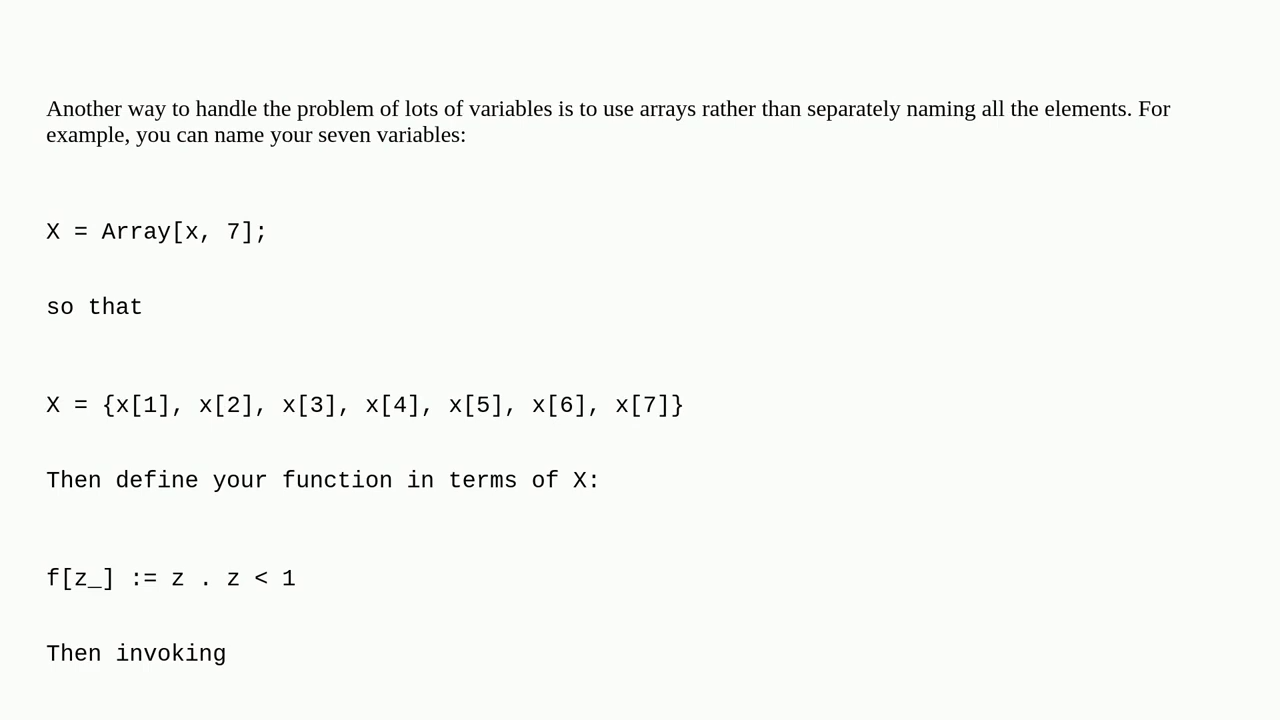 Another way to handle the problem of lots of variables is to use arrays rather than separately naming all the elements. For
example, you can name your seven variables:
X = Array[x, 7];
so that
X = {x[1], x[2], x[3], x[4], x[5], x[6], x[7]}
Then define your function in terms of X:
f[z_] := z . z < 1
Then invoking